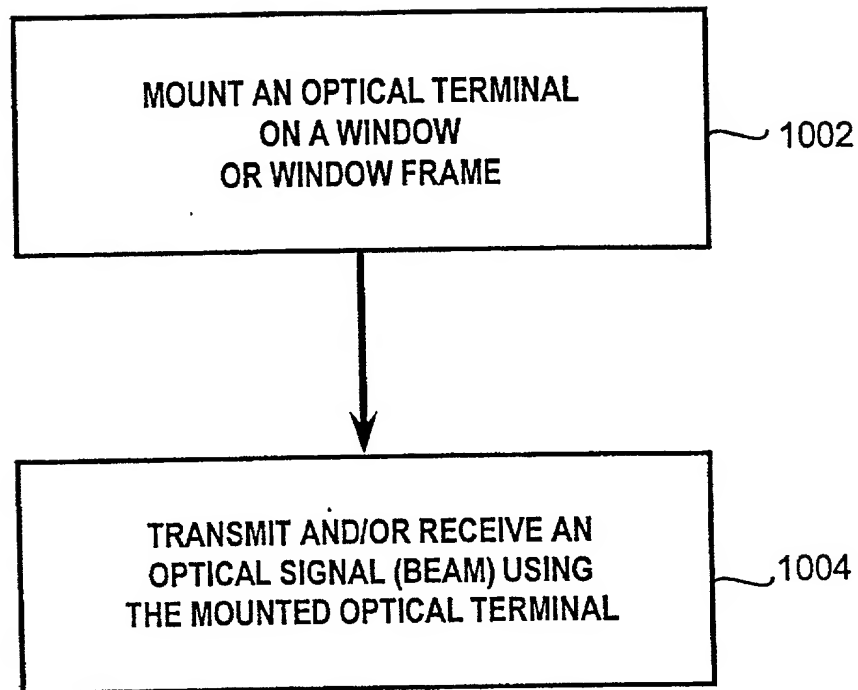 MOUNT AN OPTICAL TERMINAL
ON A WINDOW
OR WINDOW FRAME
1002
TRANSMIT AND/OR RECEIVE AN
OPTICAL SIGNAL (BEAM) USING
THE MOUNTED OPTICAL TERMINAL
1004